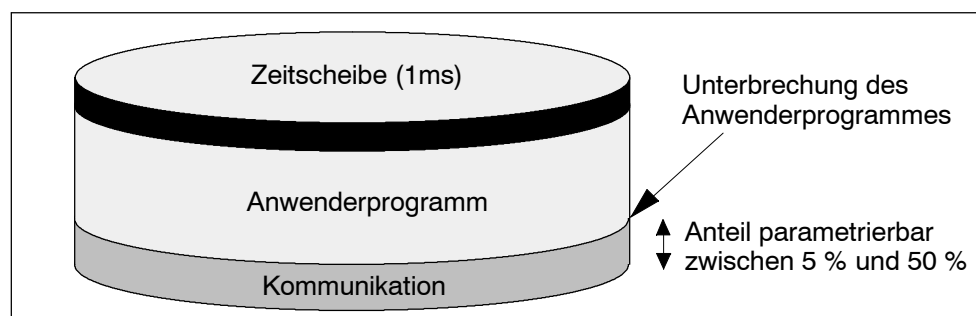 Zeitscheibe (1ms)
Unterbrechung des
Anwenderprogrammes
Anwenderprogramm
Anteil parametrierbar
zwischen 5 % und 50 %
Kommunikation